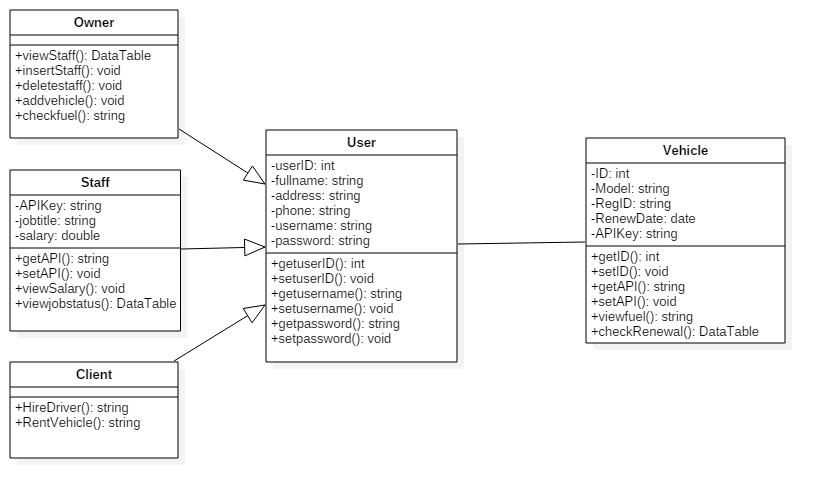 Owner
+viewStaff(): DataTable
+insertStaff(): void
+deletestaff(): void
+addvehicle(): void
+checkfuel(): string
Staff
-APIKey: string
-jobtitle: string
-salary: double
+getAPI(): string
+setAPI(): void
+viewSalary(): void
+viewjobstatus(): DataTable
Client
+HireDriver(): string
+RentVehicle(): string
User
-userID: int
-fullname: string
-address: string
-phone: string
-username: string
-password: string
+getuserID(): int
+setuserID(): void
+getusername(): string
+setusername(): void
+getpassword(): string
+setpassword(): void
Vehicle
-ID: int
-Model: string
-RegID: string
-RenewDate: date
-APIKey: string
+getID(): int
+setID(): void
+getAPI(): string
+setAPI(): void
+viewfuel(): string
+checkRenewal(): DataTable